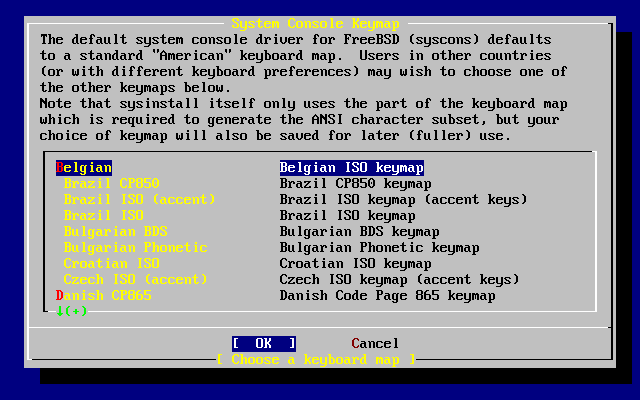 System Console Keymap
The default system console driver for FreeBSD (syscons) defaults
to a standard "American" keyboard map.  Users in other countries
(or with different keyboard preferences) may wish to choose one of
the other keymaps below.
Note that sysinstall itself only uses the part of the keyboard map
which is required to generate the ANSI character subset, but your
choice of keymap will also be saved for later (fuller) use.
Belgian Belgian ISO keymap
Brazil CP850 Brazil CP850 keymap
Brazil ISO (accent) Brazil ISO keymap (accent keys)
Brazil ISO Brazil ISO keymap
Bulgarian BDS Bulgarian BDS keymap
Bulgarian Phonetic Bulgarian Phonetic keymap
Croatian ISO Croatian ISO keymap
Czech ISO (accent) Czech ISO keymap (accent keys)
Danish CP865 Danish Code Page 865 keymap
↓(+)
[  OK  ] Cancel
[ Choose a keyboard map ]